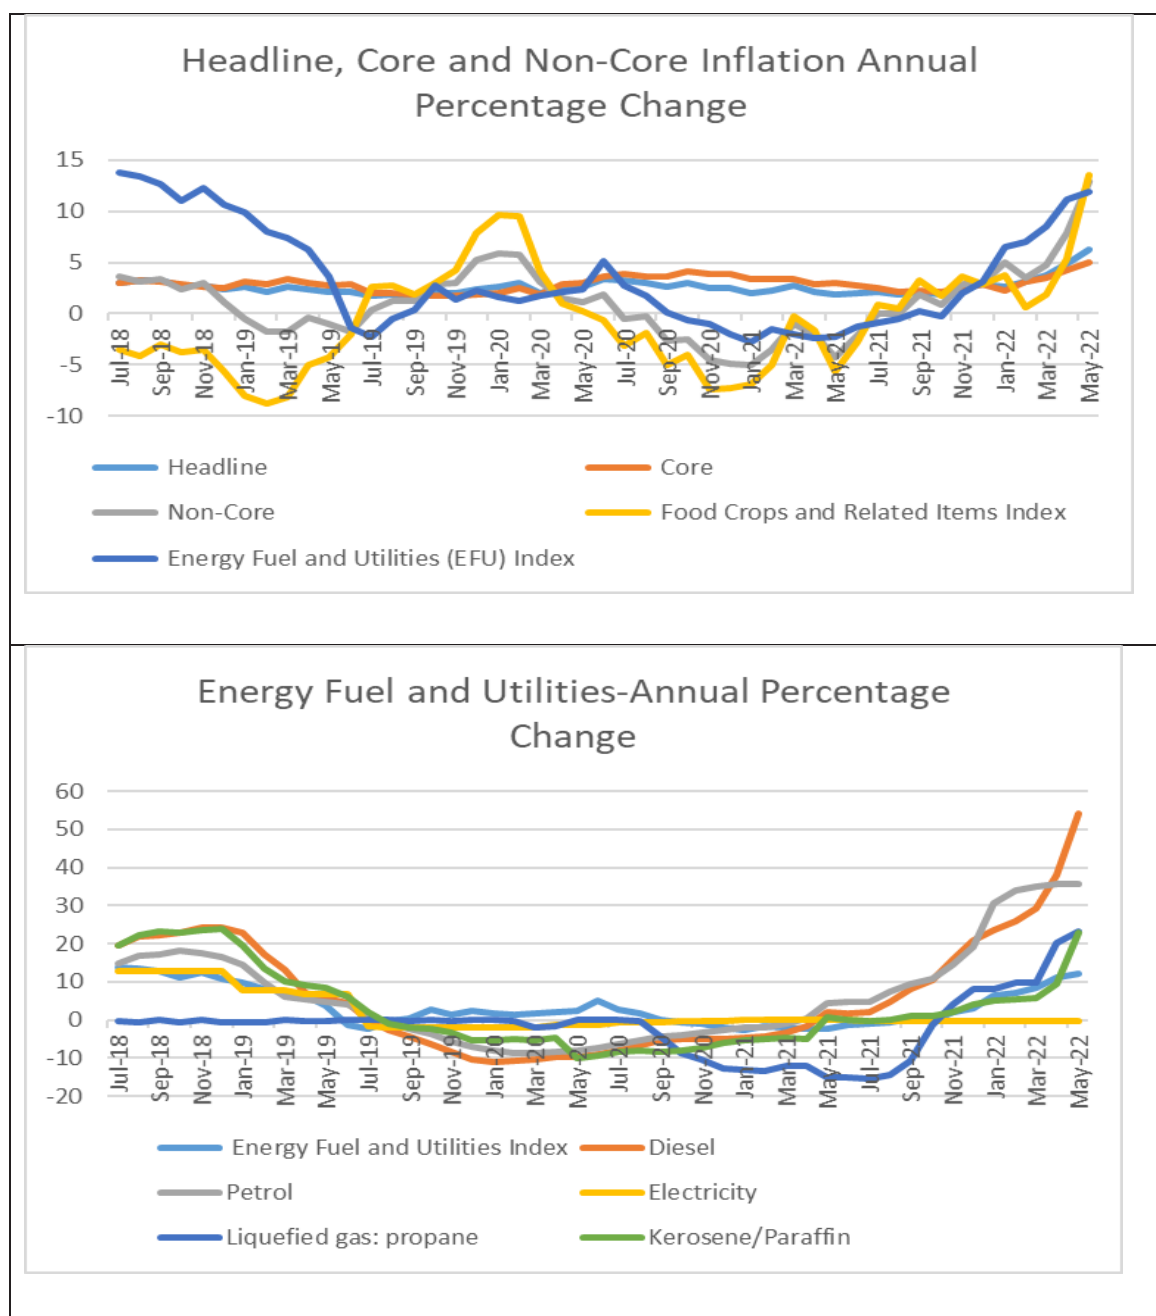 Headline, Core and Non-Core Inflation Annual
Percentage Change
15
10
5
0
-5
-10
Jul-18
Sep-18
Nov-18
Jan-19
Mar-19
May-19
Jul-19
Sep-19
Nov-19
Jan-20
Mar-20
May-20
Jul-20
Sep-20
Nov-20
Jan-21
Mar-21
May-21
Jul-21
Sep-21
Nov-21
Jan-22
Mar-22
May-22
Headline
Core
Non-Core
Food Crops and Related Items Index
Energy Fuel and Utilities (EFU) Index
Energy Fuel and Utilities-Annual Percentage
Change
60
50
40
30
20
10
0
-10
-20
Jul-18
Sep-18
Nov-18
Jan-19
Mar-19
May-19
Jul-19
Sep-19
Nov-19
Jan-20
Mar-20
May-20
Jul-20
Sep-20
Nov-20
Jan-21
Mar-21
May-21
Jul-21
Sep-21
Nov-21
Jan-22
Mar-22
May-22
Energy Fuel and Utilities Index
Diesel
Petrol
Electricity
Liquefied gas: propane
Kerosene/Paraffin